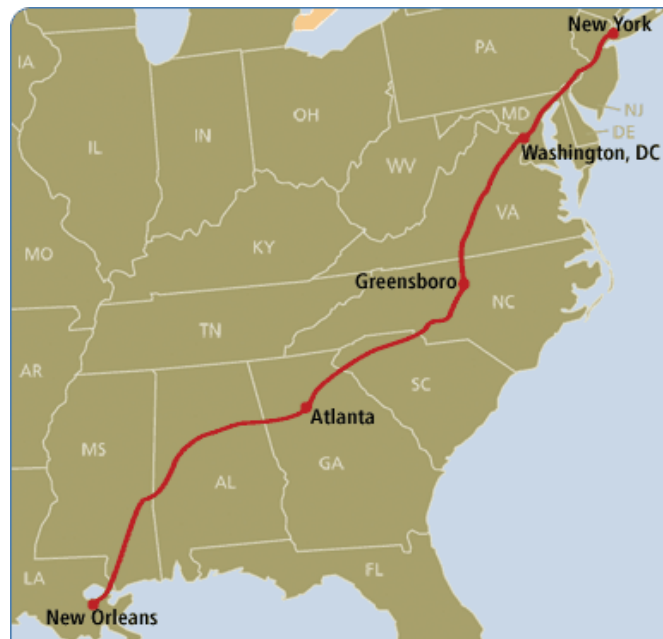 New York
IA
PA
OH
NJ
MD
IN
IL
DE
Washington, DC
WV
VA
MO
KY
Greensboro
NC
TN
AR
SC
Atlanta
MS
GA
AL
FL
LA
New Orleans